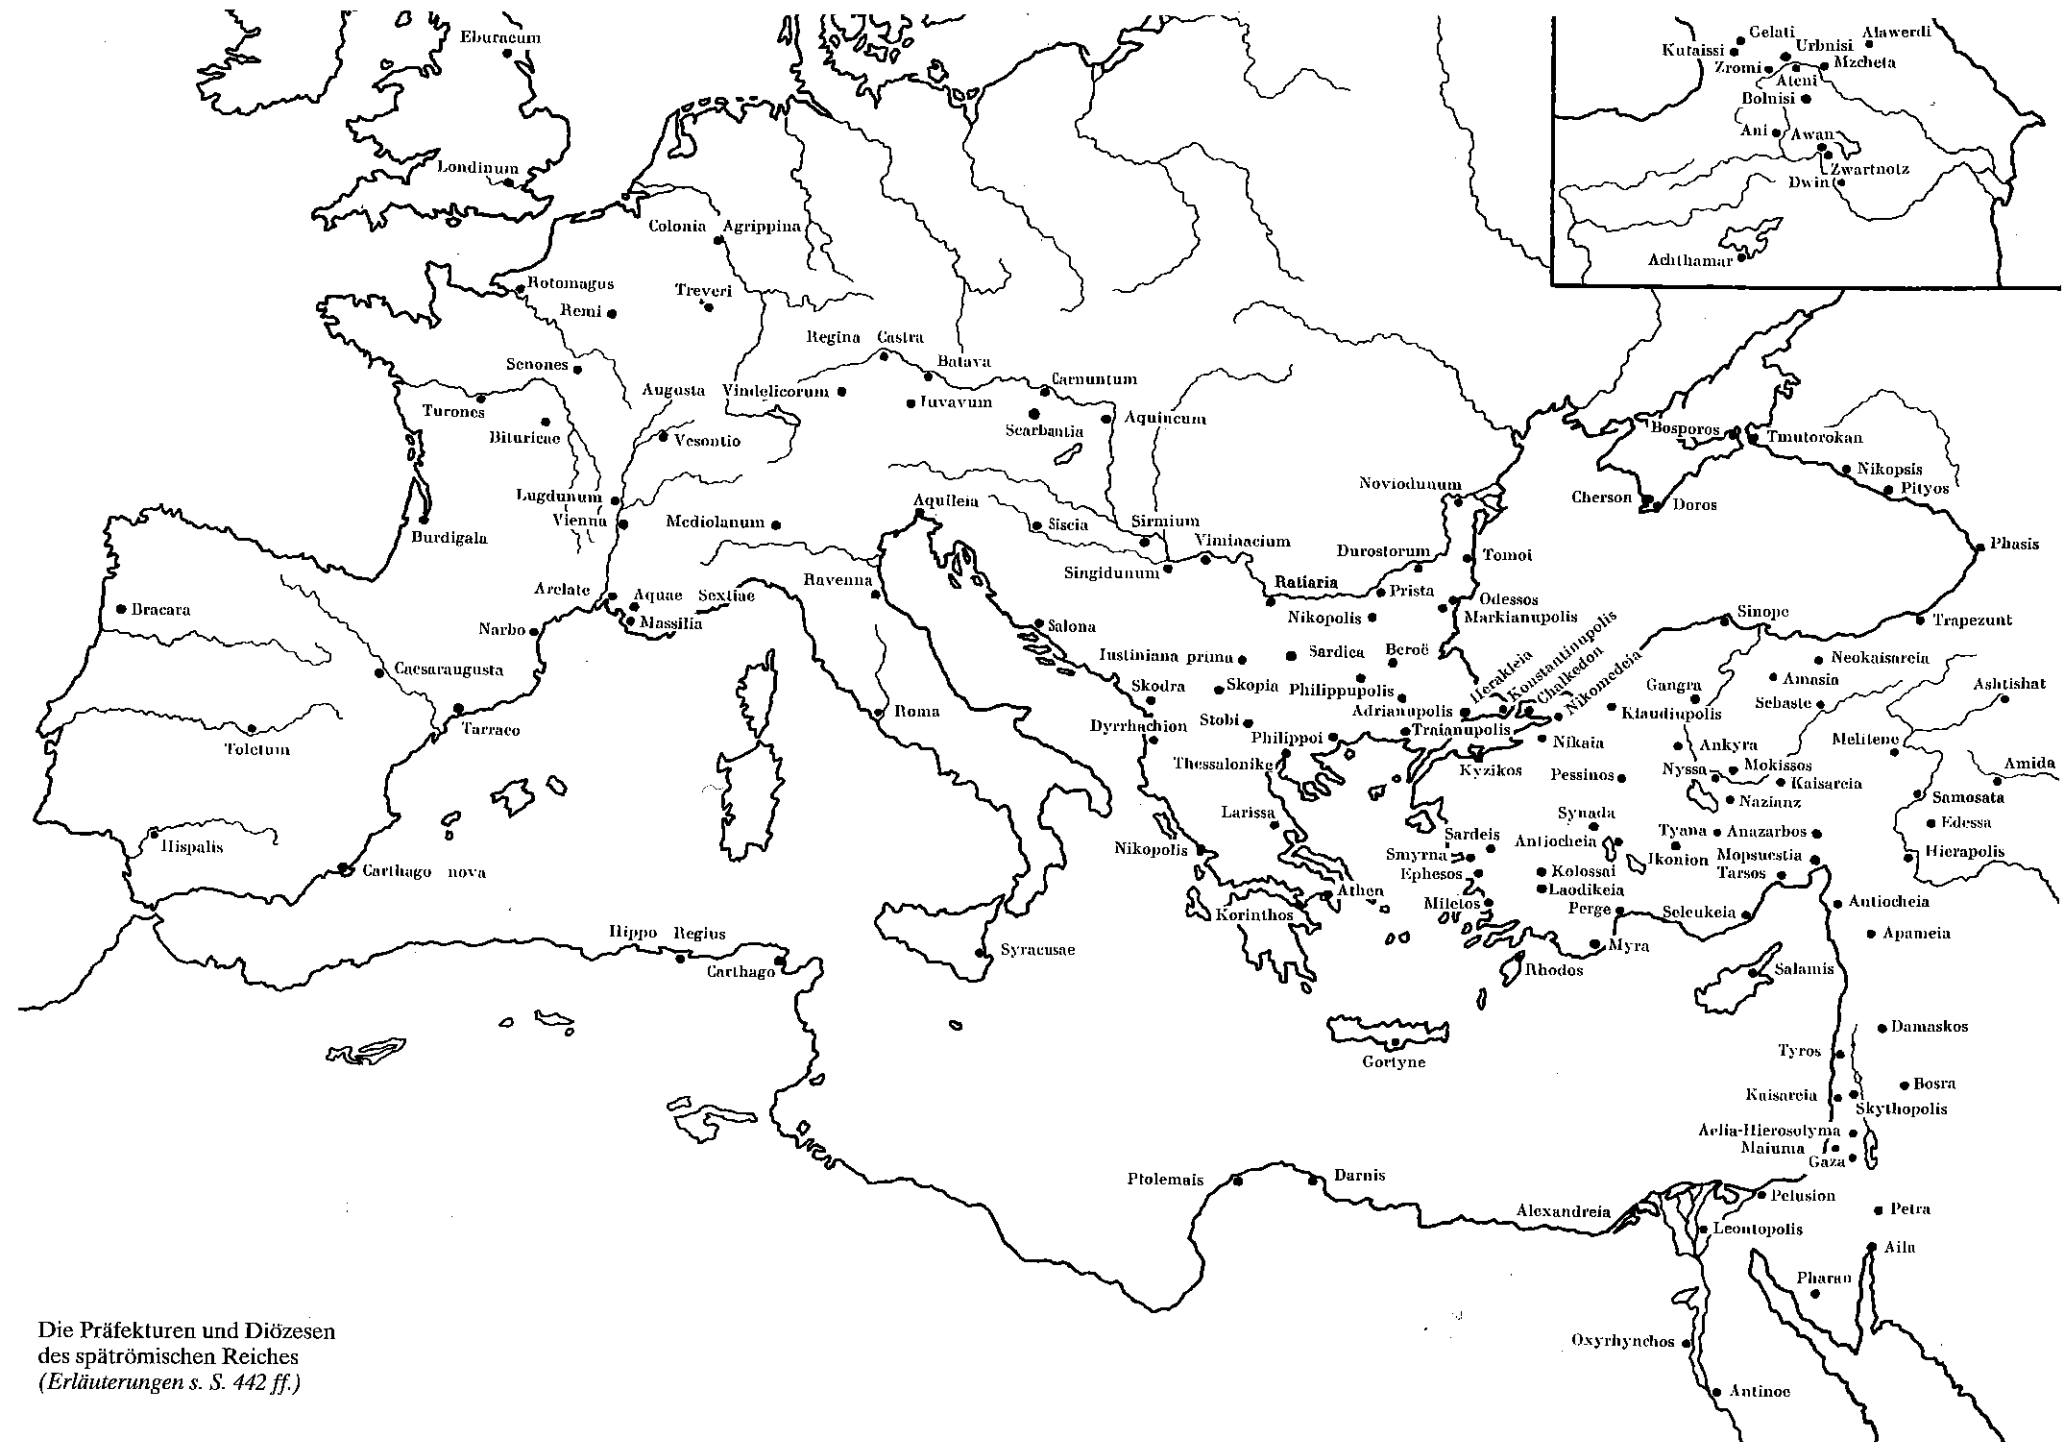 Eburacum
Londinum
Colonia Agrippina
Rotomagus
Remi
Treveri
Senones
Turones
Bituricae
Regina Castra
Batava
Augusta Vindelicorum
Iuvavum
Carnuntum
Scarbantia
Aquincum
Vesontio
Lugdunum
Vienna
Mediolanum
Aquileia
Burdigala
Siscia
Sirmium
Viminacium
Singidunum
Noviodunum
Durostorum
Tomoi
Ratiaria
Prista
Odessos
Nikopolis
Markianupolis
Arelate
Aquae Sextiae
Massilia
Narbo
Ravenna
Salona
Bracara
Caesaraugusta
Tarraco
Toletum
Hispalis
Carthago nova
Roma
Iustiniana prima
Sardica
Beroë
Skodra
Skopia
Philippupolis
Dyrrhachion
Stobi
Adrianupolis
Philippoi
Traianupolis
Thessalonike
Herakleia
Konstantinupolis
Chalkedon
Nikomedeia
Kyzikos
Nikaia
Larissa
Nikopolis
Athen
Korinthos
Syracusae
Hippo Regius
Carthago
Gortyne
Rhodos
Sardeis
Smyrna
Ephesos
Miletos
Synada
Antiocheia
Kolossai
Laodikeia
Perge
Myra
Pessinos
Klaudiupolis
Gangra
Ankyra
Nyssa
Mokissos
Kaisareia
Nazianz
Tyana
Anazarbos
Ikonion
Mopsuestia
Tarsos
Seleukeia
Salamis
Bosporos
Tmutorokan
Nikopsis
Pityos
Cherson
Doros
Phasis
Sinope
Trapezunt
Neokaisareia
Amasia
Sebaste
Ashtishat
Melitene
Amida
Samosata
Edessa
Hierapolis
Antiocheia
Apameia
Damaskos
Tyros
Bosra
Kaisareia
Skythopolis
Aelia-Hierosolyma
Maiuma
Gaza
Ptolemais
Darnis
Alexandreia
Pelusion
Leontopolis
Petra
Aila
Pharan
Oxyrhynchos
Antinoe
Gelati
Kutaissi
Urbnisi
Alawerdi
Zromi
Mzcheta
Ateni
Bolnisi
Ani
Awan
Zwartnotz
Dwin
Achthamar
Die Präfekturen und Diözesen
des spätrömischen Reiches
(Erläuterungen s. S. 442 ff.)